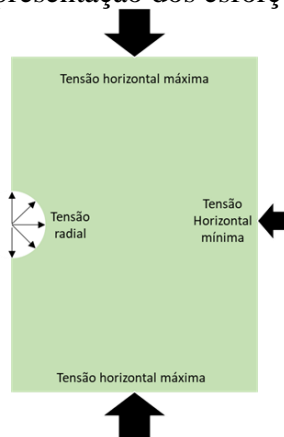 Tensão horizontal máxima
Tensão
radial
Tensão
Horizontal
mínima
Tensão horizontal máxima